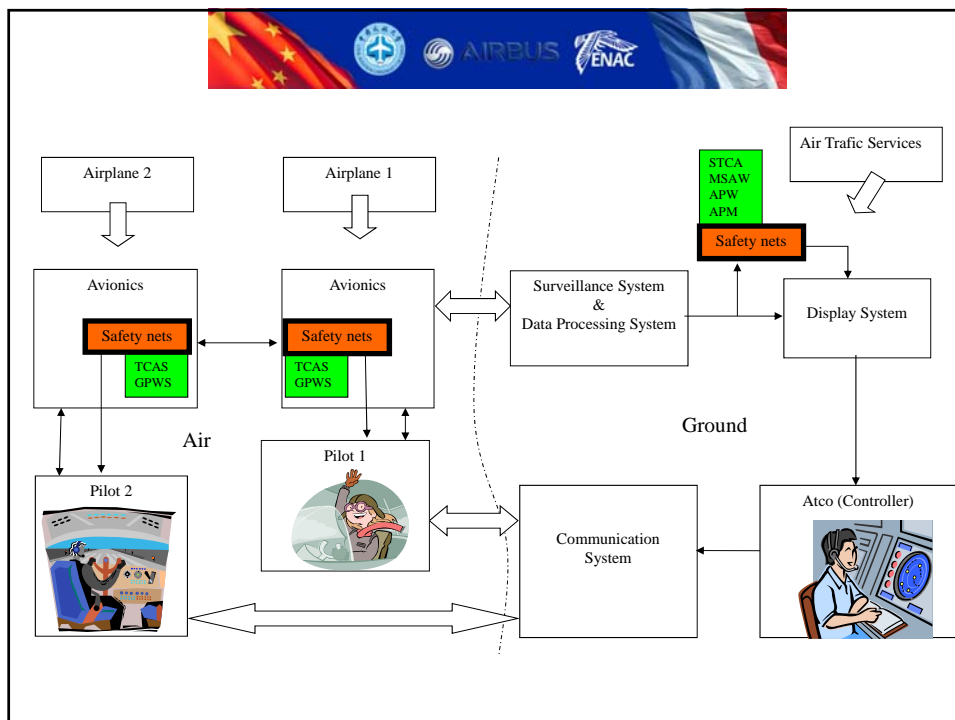 AIRBUS
ENAC
Airplane 2
Airplane 1
Air Trafic Services
STCA
MSAW
APW
APM
Safety nets
Avionics
Safety nets
TCAS
GPWS
Avionics
Safety nets
TCAS
GPWS
Surveillance System
&
Data Processing System
Display System
Air
Ground
Pilot 2
Pilot 1
Communication
System
Atco (Controller)